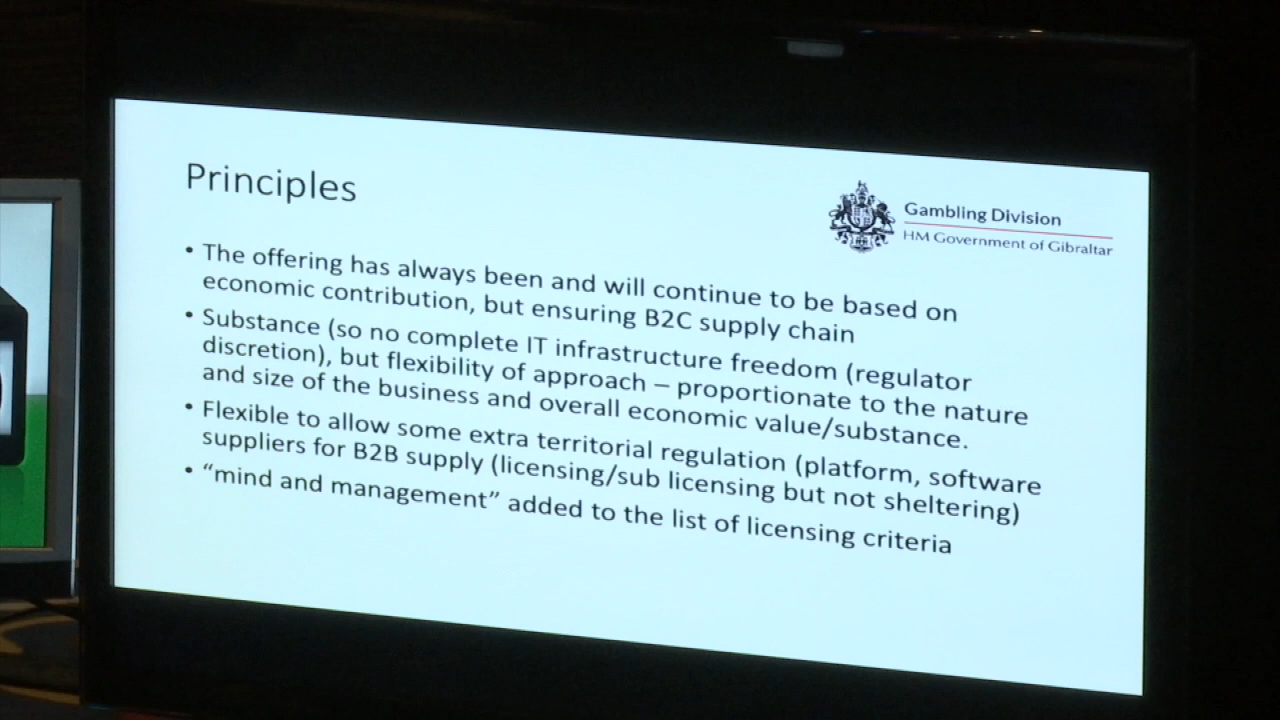 Principles
Gambling Division
HM Government of Gibraltar
• The offering has always been and will continue to be based on
economic contribution, but ensuring B2C supply chain
• Substance (so no complete IT infrastructure freedom (regulator
discretion), but flexibility of approach – proportionate to the nature
and size of the business and overall economic value/substance.
• Flexible to allow some extra territorial regulation (platform, software
suppliers for B2B supply (licensing/sub licensing but not sheltering)
• “mind and management” added to the list of licensing criteria